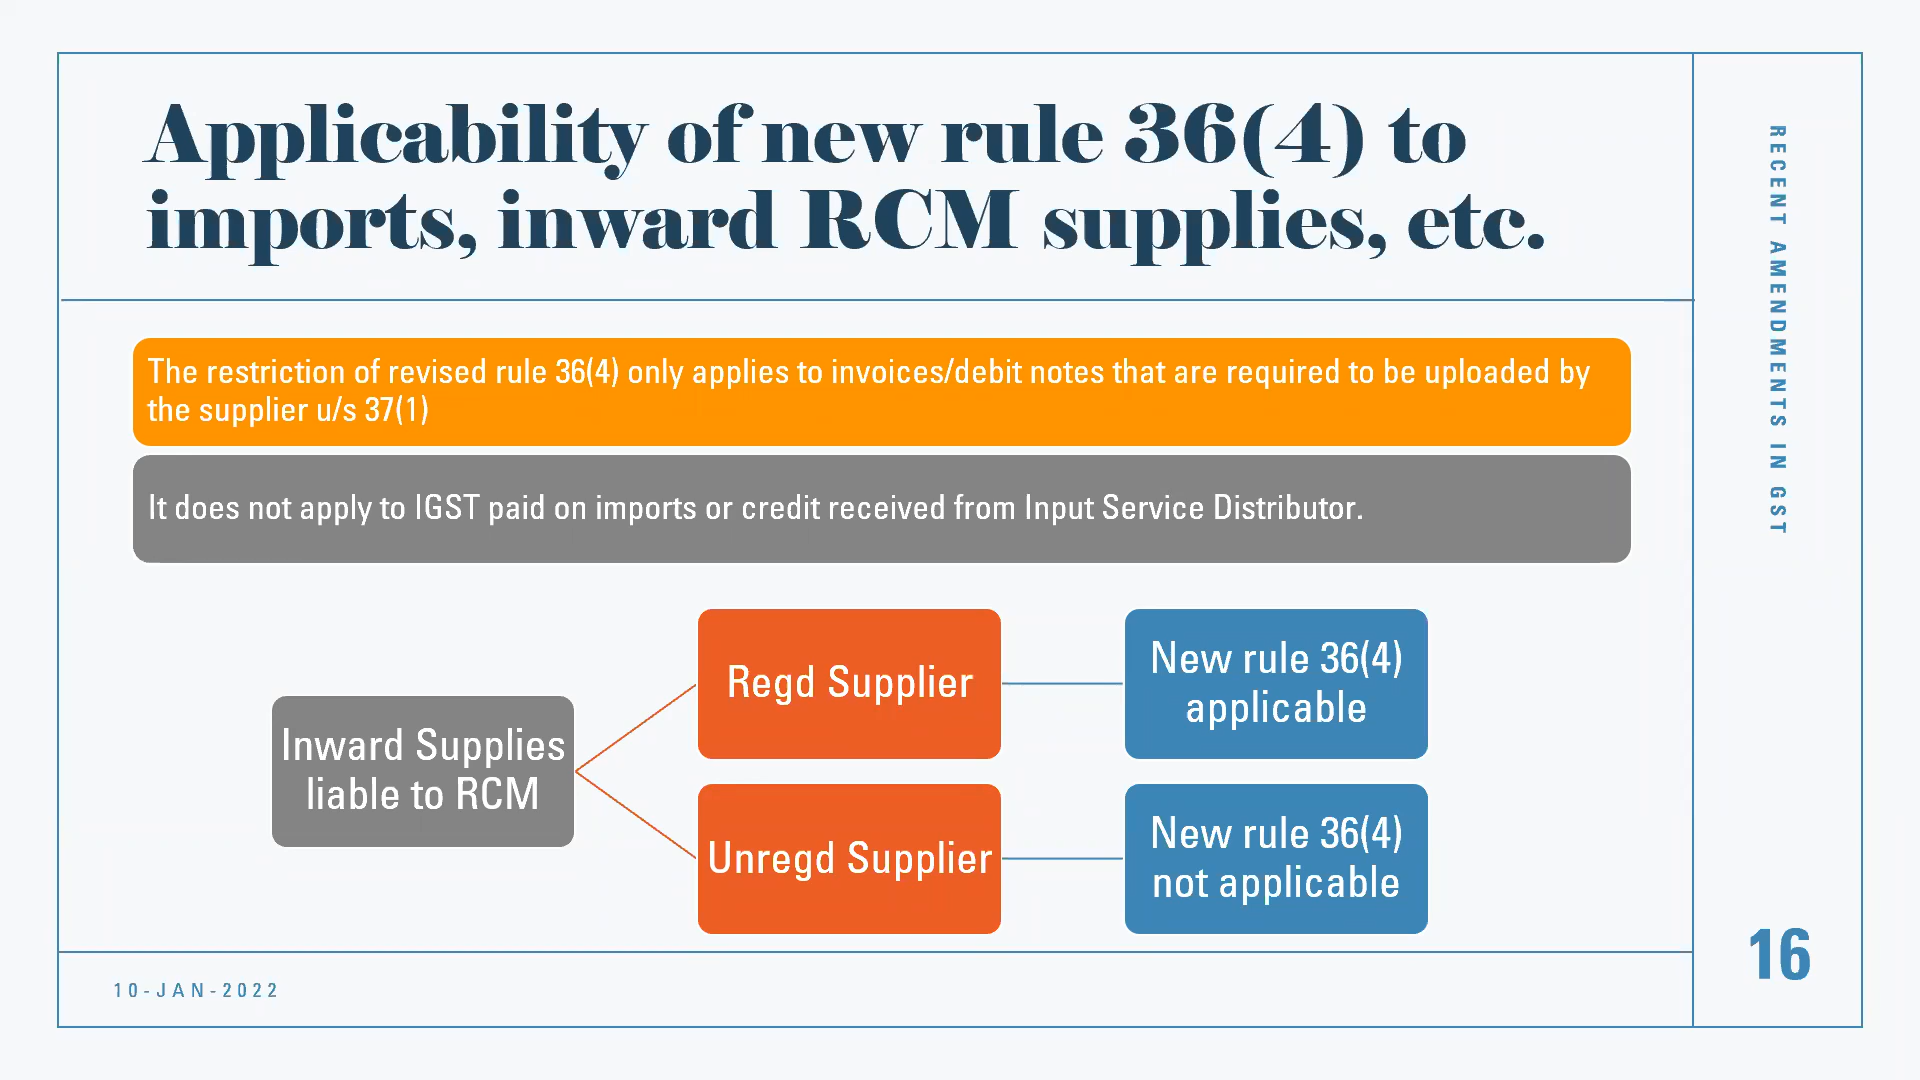 Applicability of new rule 36(4) to
imports, inward RCM supplies, etc.
RECENT AMENDMENTS IN GST
The restriction of revised rule 36(4) only applies to invoices/debit notes that are required to be uploaded by
the supplier u/s 37(1)
It does not apply to IGST paid on imports or credit received from Input Service Distributor.
Inward Supplies
liable to RCM
Regd Supplier
New rule 36(4)
applicable
Unregd Supplier
New rule 36(4)
not applicable
10-JAN-2022
16